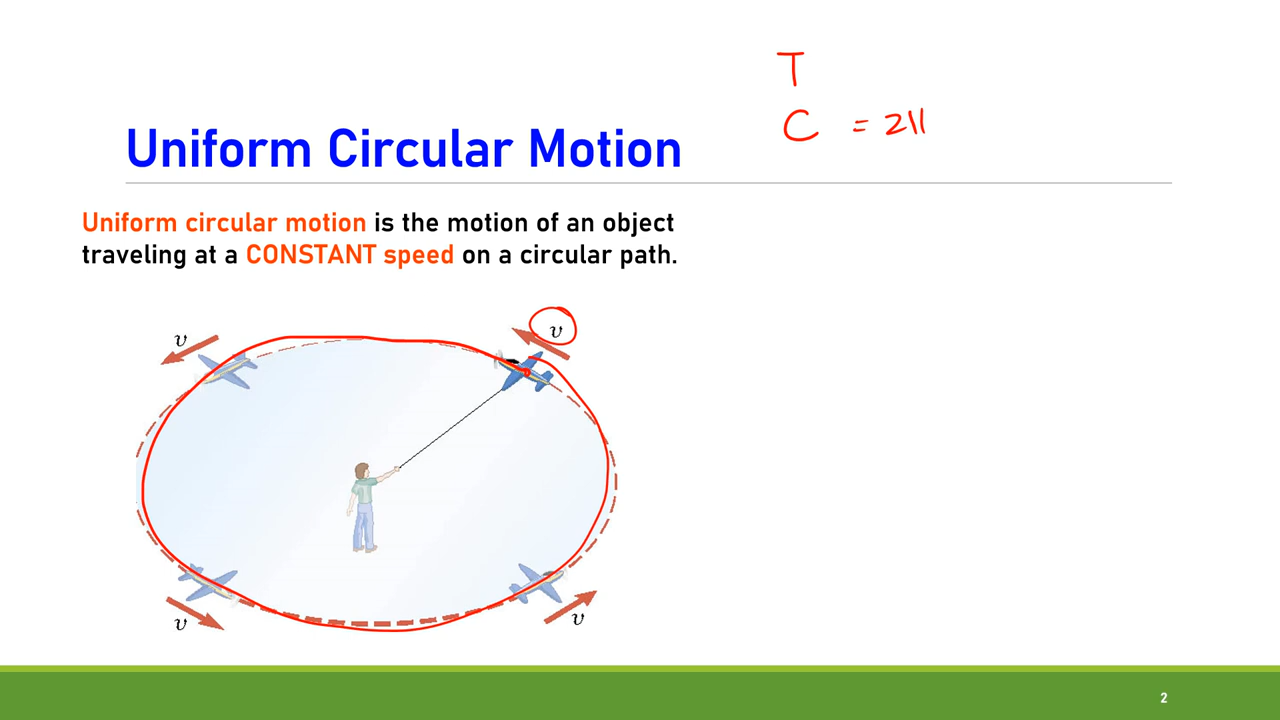 T
C = 211
Uniform Circular Motion
Uniform circular motion is the motion of an object
traveling at a CONSTANT speed on a circular path.
v
v
v
v
2